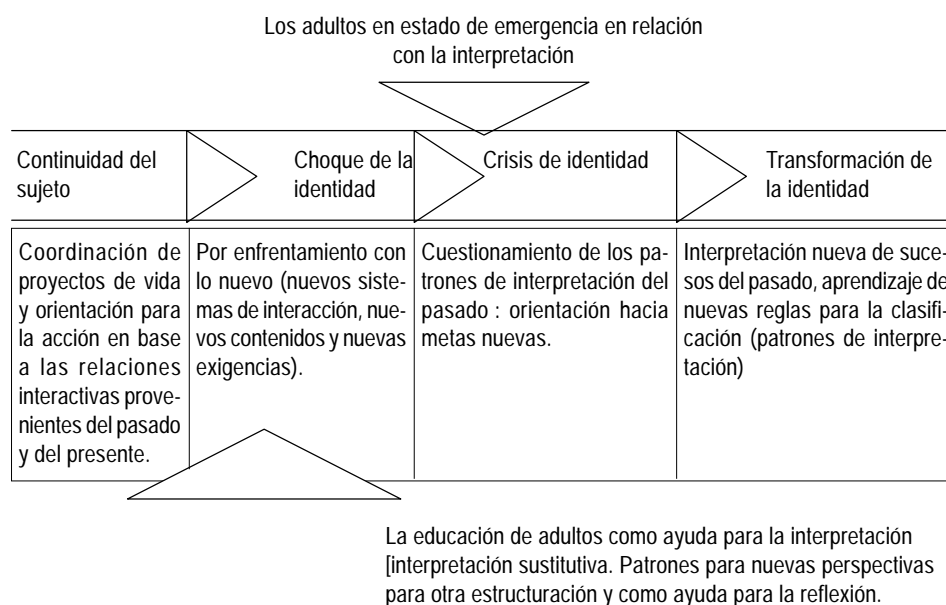 Los adultos en estado de emergencia en relación
con la interpretación
Continuidad del
sujeto
Choque de la
identidad
Crisis de identidad
Transformación de
la identidad
Coordinación de
proyectos de vida
y orientación para
la acción en base
a las relaciones
interactivas prove-
nientes del pasado
y del presente.
Por enfrentamiento con
lo nuevo (nuevos siste-
mas de interacción, nue-
vos contenidos y nuevas
exigencias).
Cuestionamiento de los pa-
trones de interpretación del
pasado : orientación hacia
metas nuevas.
Interpretación nueva de suce-
sos del pasado, aprendizaje de
nuevas reglas para la clasifi-
cación (patrones de interpre-
tación)
La educación de adultos como ayuda para la interpretación
[interpretación sustitutiva. Patrones para nuevas perspectivas
para otra estructuración y como ayuda para la reflexión.